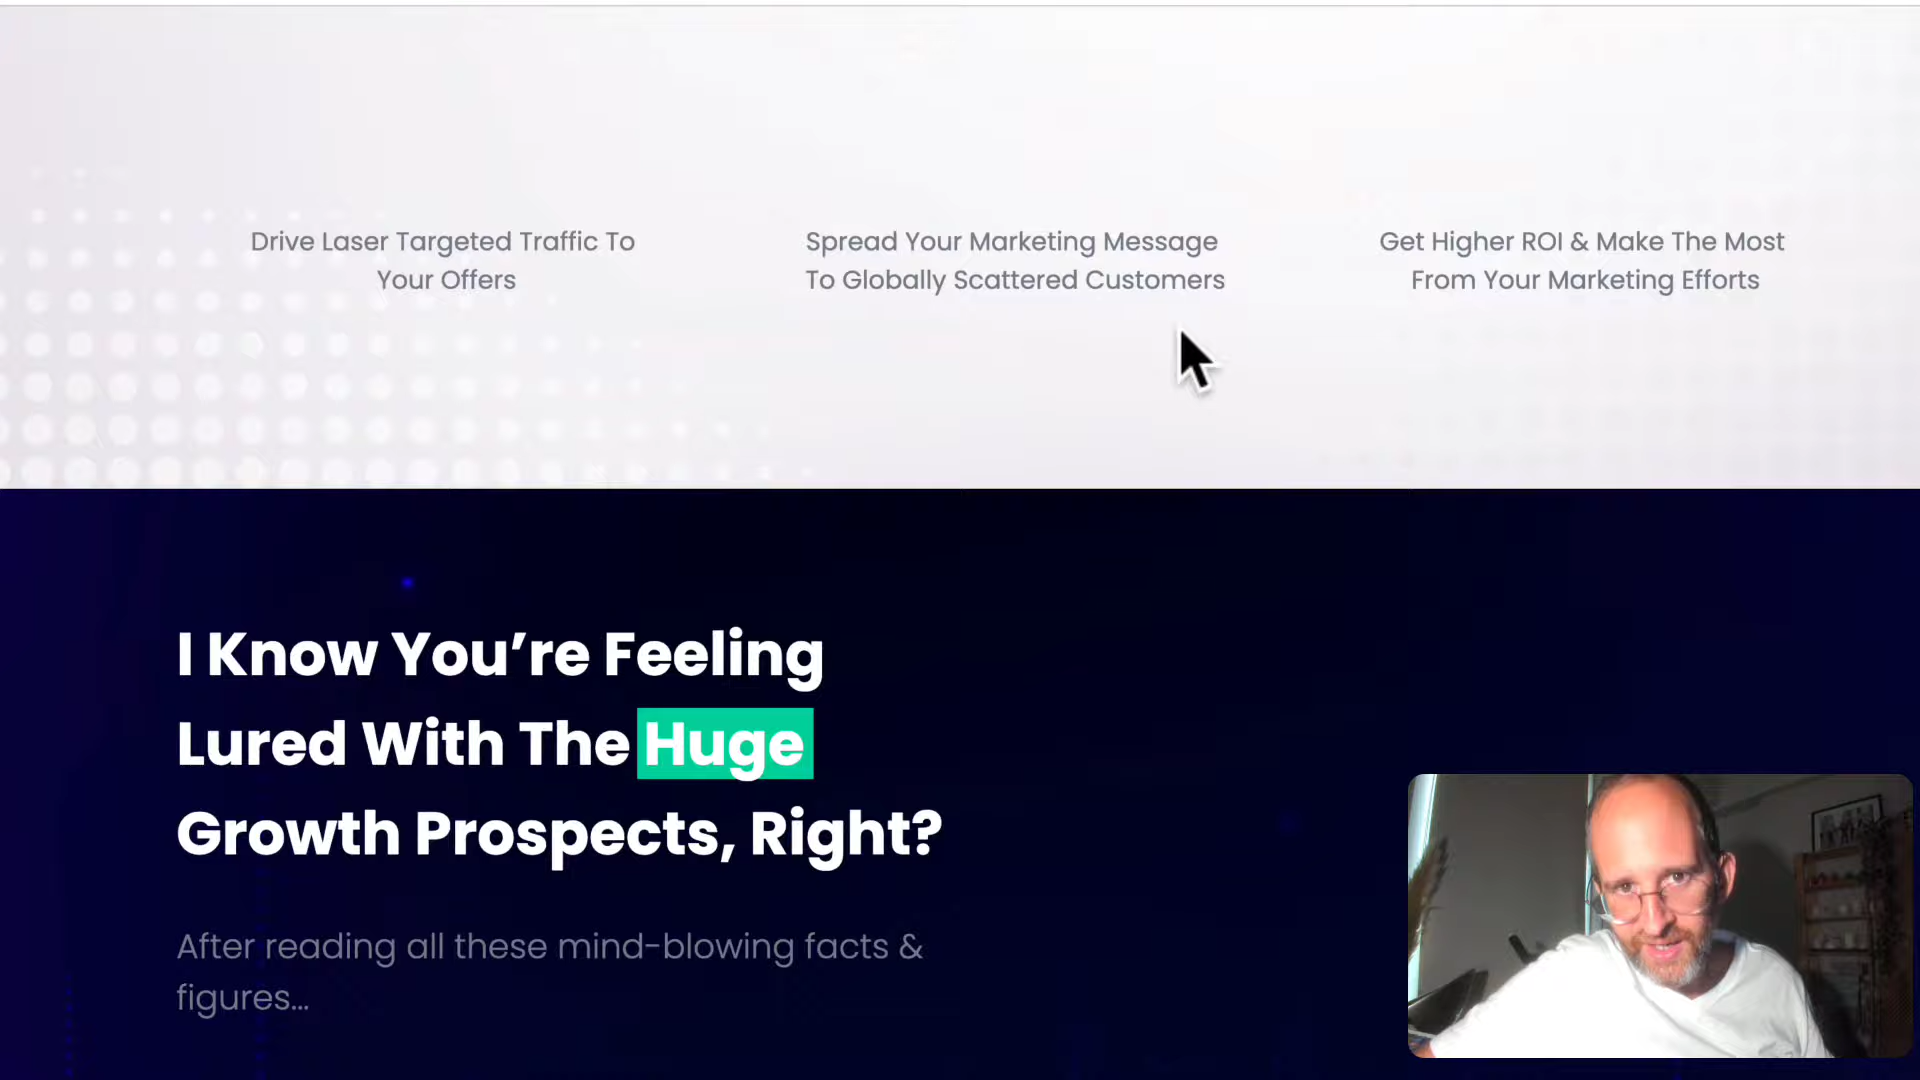 Drive Laser Targeted Traffic To
Your Offers
Spread Your Marketing Message
To Globally Scattered Customers
Get Higher ROI & Make The Most
From Your Marketing Efforts
I Know You’re Feeling
Lured With The Huge
Growth Prospects, Right?
After reading all these mind-blowing facts &
figures...